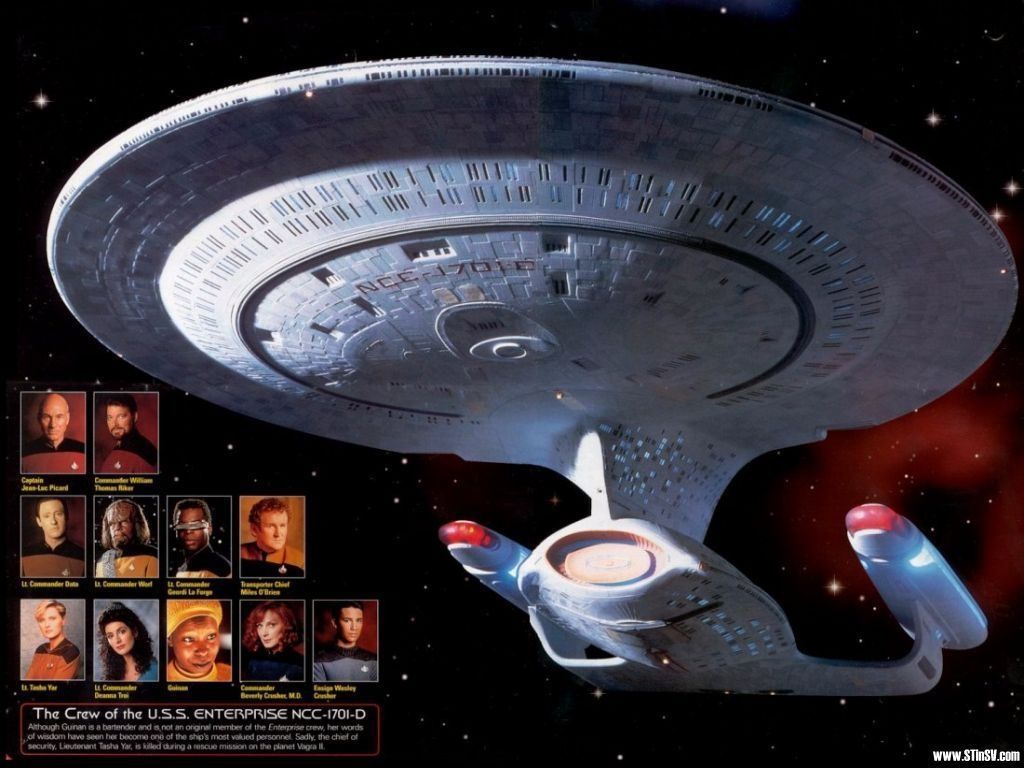 NCC-1701-D
Captain
Jean-Luc Picard
Commander William
Thomas Riker
Lt. Commander Data
Lt. Commander Worf
Lt. Commander
Geordi La Forge
Transporter Chief
Miles O'Brien
Lt. Tasha Yar
Lt. Commander
Deanna Troi
Guinan
Commander
Beverly Crusher, M.D.
Ensign Wesley
Crusher
The Crew of the U.S.S. ENTERPRISE NCC-1701-D
Although Guinan is a bartender and is not an original member of the Enterprise crew, her words
of wisdom have seen her become one of the ship's most valued personnel. Sadly, the chief of
security, Lieutenant Tasha Yar, is killed during a rescue mission on the planet Vagra II.
www.STinSV.com